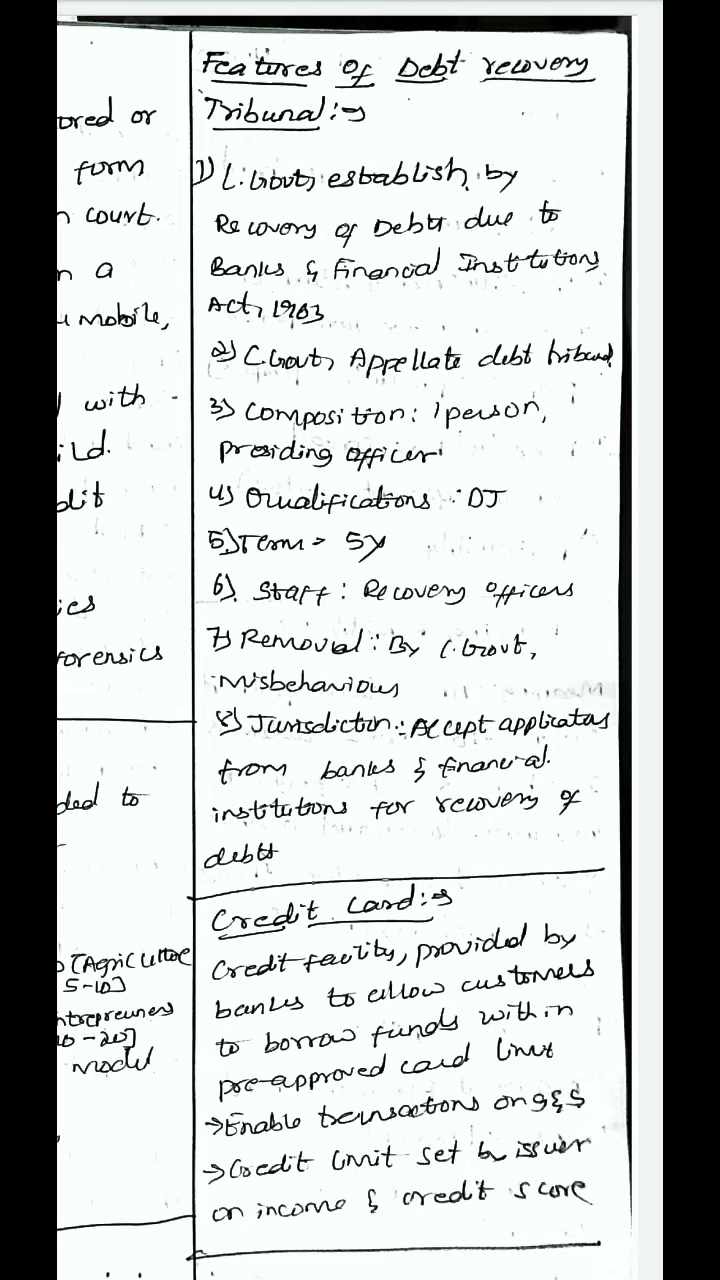 ored or
form
n court.
n a
mobile,
with
ild.
dit
ies
forensics
ded to
[Agriculture
5-10]
ntrepreuners
10-20]
model
Features of Debt recovery
Tribunal:→
1) C.Govt, establish by
Recovery of Debts due to
Banks & Financial Institutions
Act, 1903
2) C.Govt, Appellate debt tribunal
3) Composition: 1 person,
presiding officer
4) Qualifications: DJ
5) Term = 5y
6) Staff: Recovery officers
7) Removal: By C.Govt,
misbehavious
8) Jurisdiction: Accept applications
from banks & financial
institutions for recovery of
debts
Credit Card:→
Credit facility, provided by
banks to allow customers
to borrow funds within
pre-approved card limit
→Enable transactions on g&s
→Credit limit set by issuer
on income & credit score